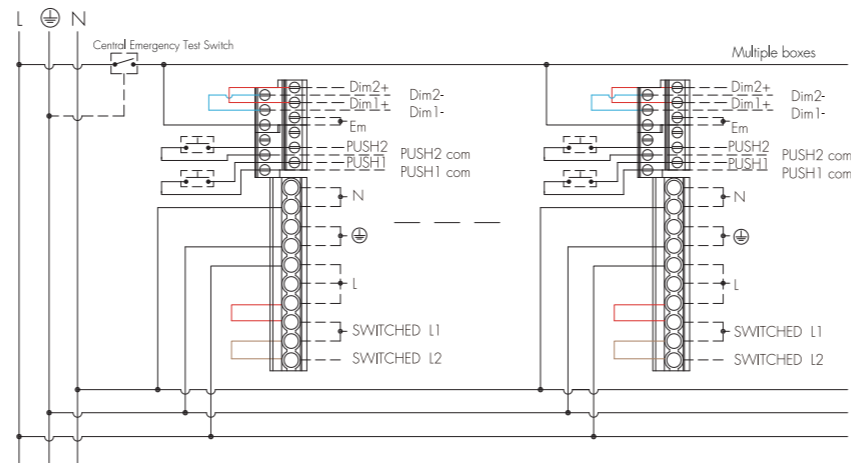 L N
Central Emergency Test Switch
Multiple boxes
Dim2+ Dim2-
Dim1+ Dim1-
Em
PUSH2 PUSH2 com
PUSH1 PUSH1 com
N
L
SWITCHED L1
SWITCHED L2
Dim2+ Dim2-
Dim1+ Dim1-
Em
PUSH2 PUSH2 com
PUSH1 PUSH1 com
N
L
SWITCHED L1
SWITCHED L2